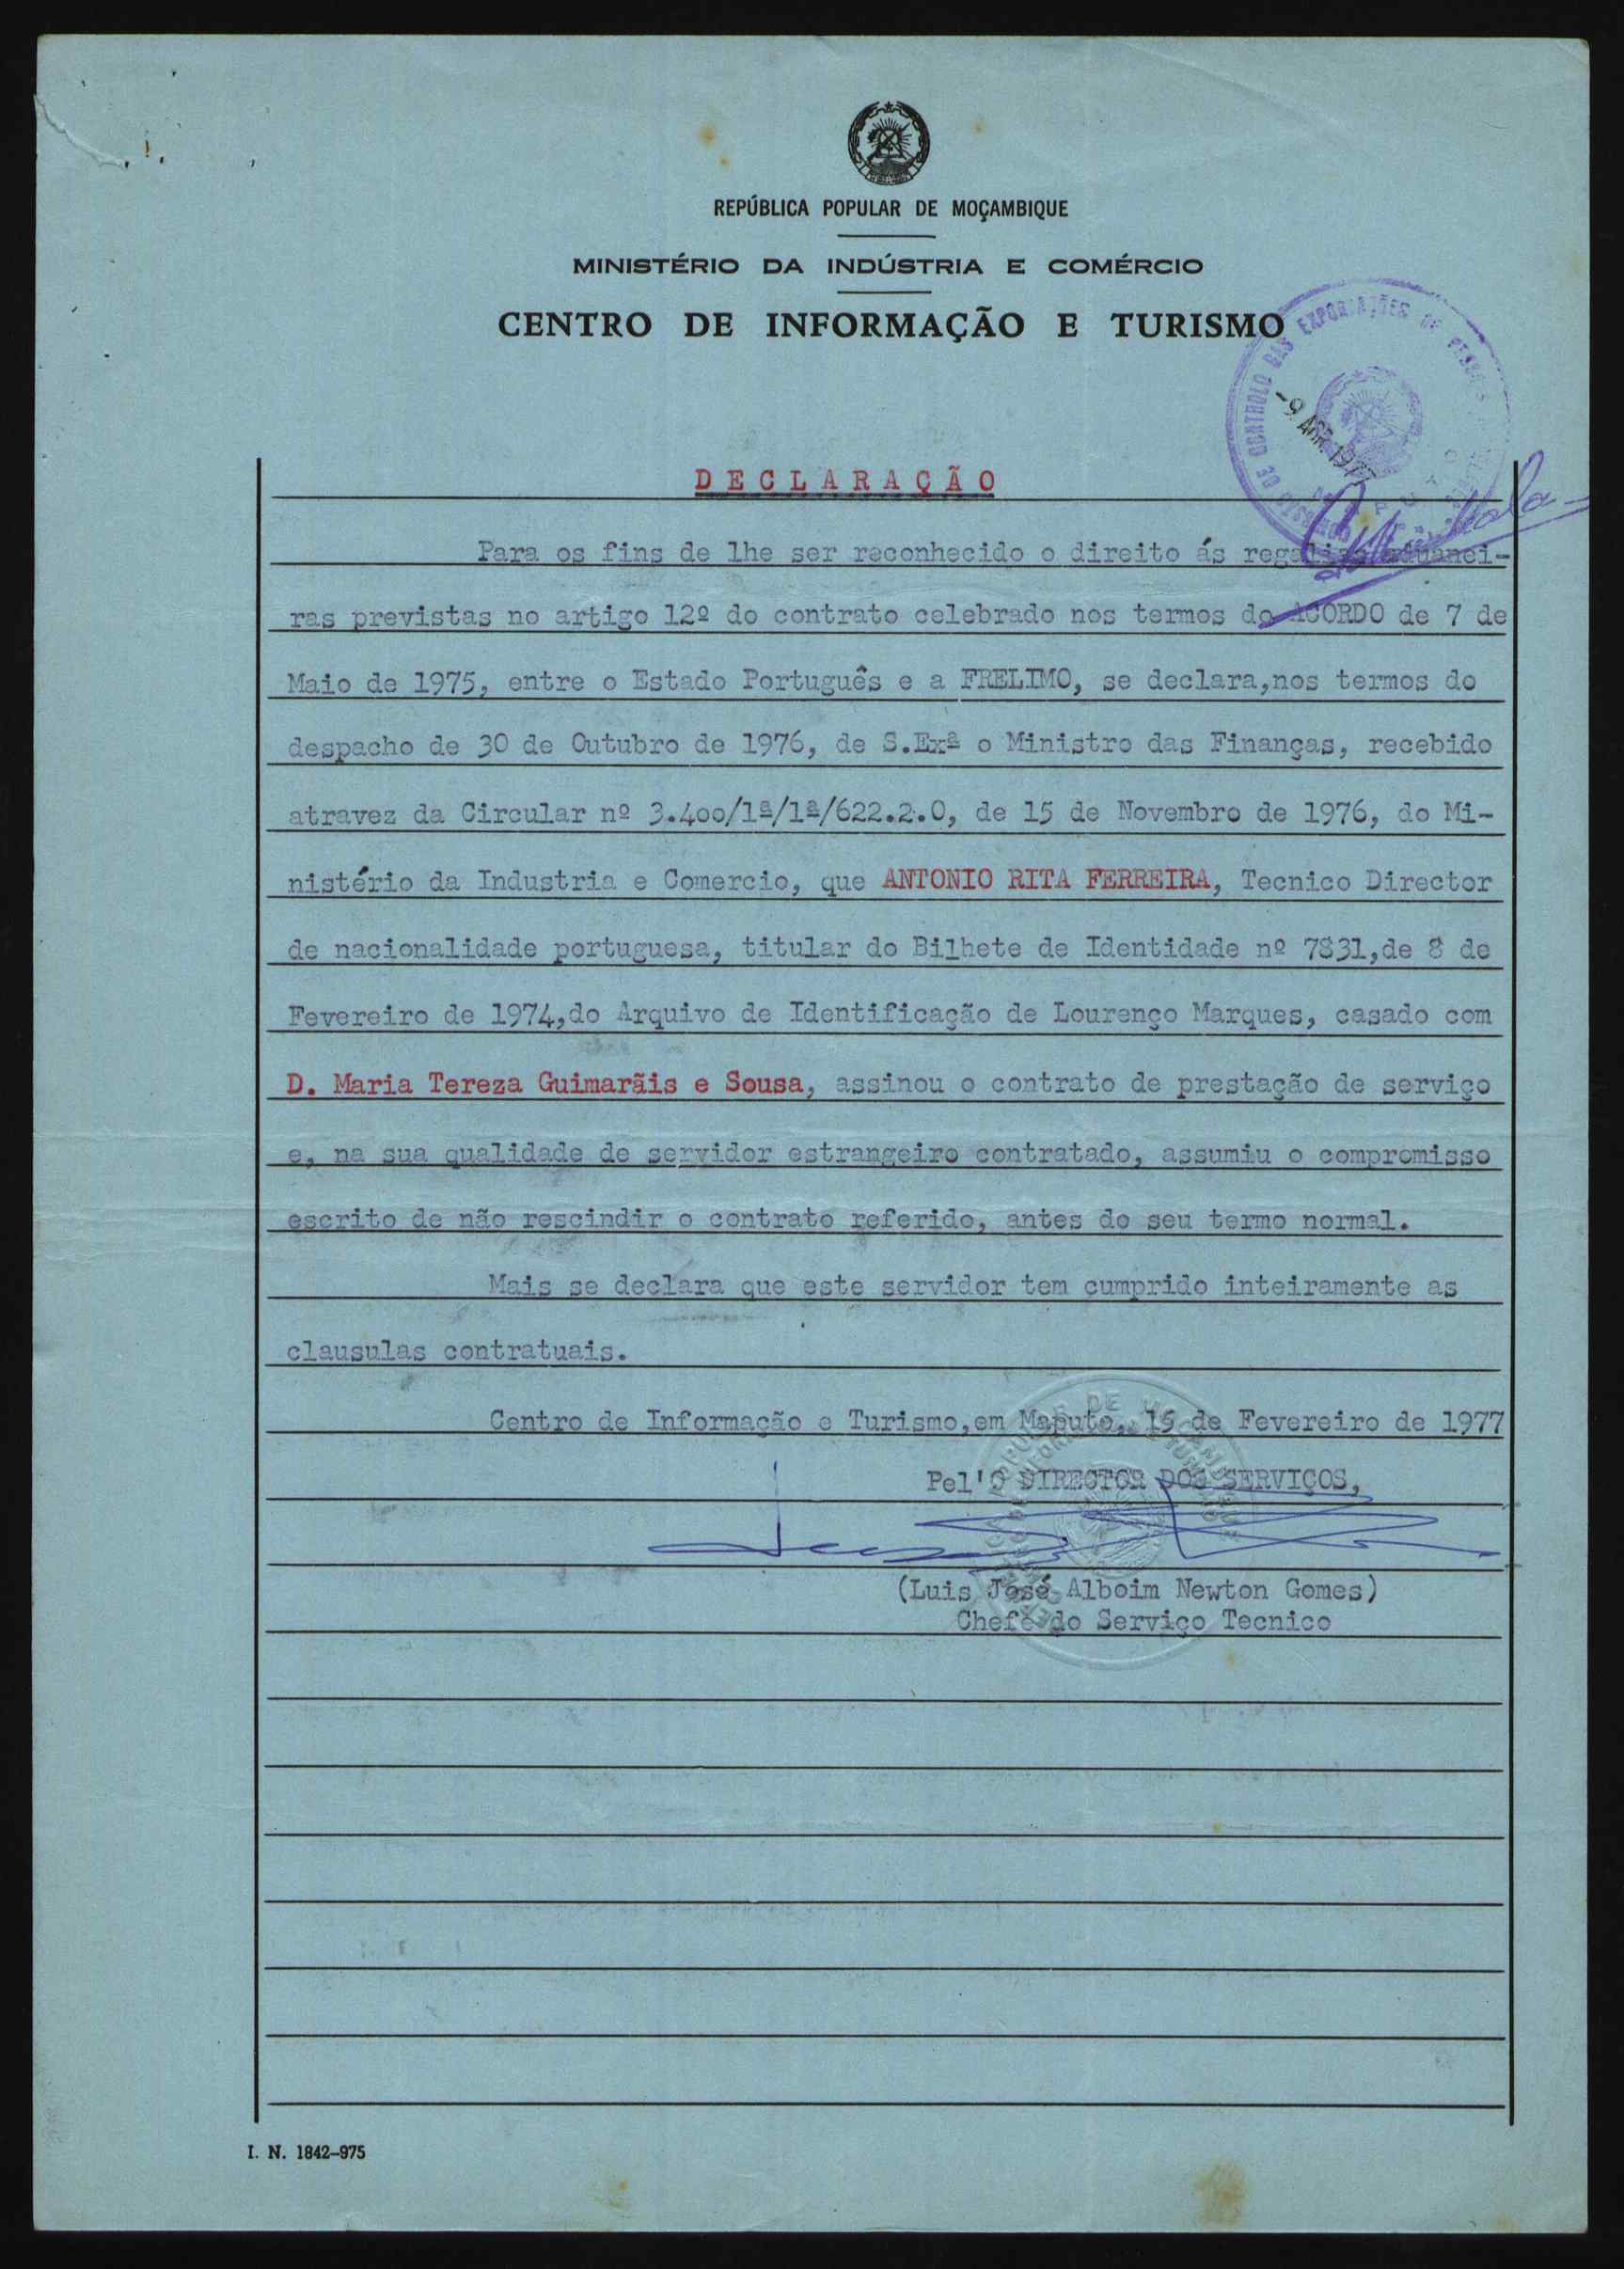 REPÚBLICA POPULAR DE MOÇAMBIQUE
MINISTÉRIO DA INDÚSTRIA E COMÉRCIO
CENTRO DE INFORMAÇÃO E TURISMO
DE CONTROLO DAS EXPORTAÇÕES DE
-9 ABR. 1977
DECLARAÇÃO
Para os fins de lhe ser reconhecido o direito ás regalias aduanei-
ras previstas no artigo 12º do contrato celebrado nos termos do ACORDO de 7 de
Maio de 1975, entre o Estado Português e a FRELIMO, se declara,nos termos do
despacho de 30 de Outubro de 1976, de S.Exª o Ministro das Finanças, recebido
atravez da Circular nº 3.400/1ª/1ª/622.2.0, de 15 de Novembro de 1976, do Mi-
nistério da Industria e Comercio, que ANTONIO RITA FERREIRA, Tecnico Director
de nacionalidade portuguesa, titular do Bilhete de Identidade nº 7831,de 8 de
Fevereiro de 1974,do Arquivo de Identificação de Lourenço Marques, casado com
D. Maria Tereza Guimarãis e Sousa, assinou o contrato de prestação de serviço
e, na sua qualidade de servidor estrangeiro contratado, assumiu o compromisso
escrito de não rescindir o contrato referido, antes do seu termo normal.
Mais se declara que este servidor tem cumprido inteiramente as
clausulas contratuais.
Centro de Informação e Turismo,em Maputo, 15 de Fevereiro de 1977
Pel'O DIRECTOR DOS SERVIÇOS,
(Luis José Alboim Newton Gomes)
Chefe do Serviço Tecnico
I. N. 1842-975